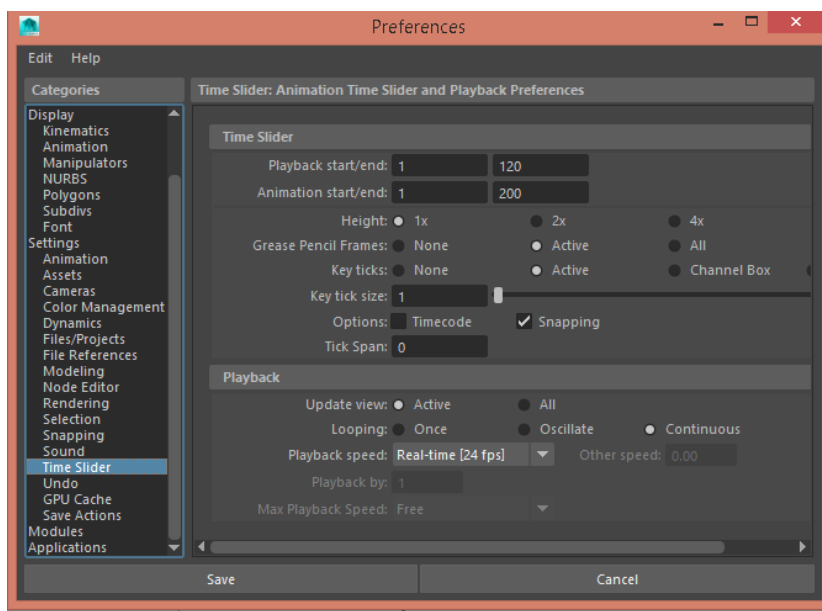 Preferences
Edit Help
Categories
Display
Kinematics
Animation
Manipulators
NURBS
Polygons
Subdivs
Font
Settings
Animation
Assets
Cameras
Color Management
Dynamics
Files/Projects
File References
Modeling
Node Editor
Rendering
Selection
Snapping
Sound
Time Slider
Undo
GPU Cache
Save Actions
Modules
Applications
Time Slider: Animation Time Slider and Playback Preferences
Time Slider
Playback start/end: 1 120
Animation start/end: 1 200
Height: 1x 2x 4x
Grease Pencil Frames: None Active All
Key ticks: None Active Channel Box
Key tick size: 1
Options: Timecode Snapping
Tick Span: 0
Playback
Update view: Active All
Looping: Once Oscillate Continuous
Playback speed: Real-time [24 fps] Other speed: 0.00
Playback by: 1
Max Playback Speed: Free
Save Cancel